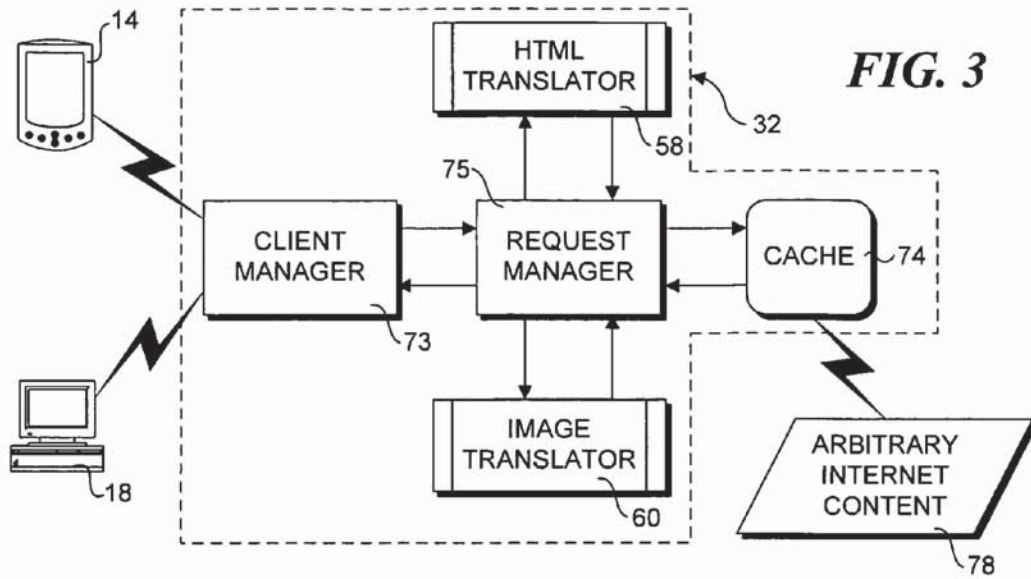 14
HTML
TRANSLATOR
58
FIG. 3
32
75
CLIENT
MANAGER
73
REQUEST
MANAGER
CACHE
74
18
IMAGE
TRANSLATOR
60
ARBITRARY
INTERNET
CONTENT
78